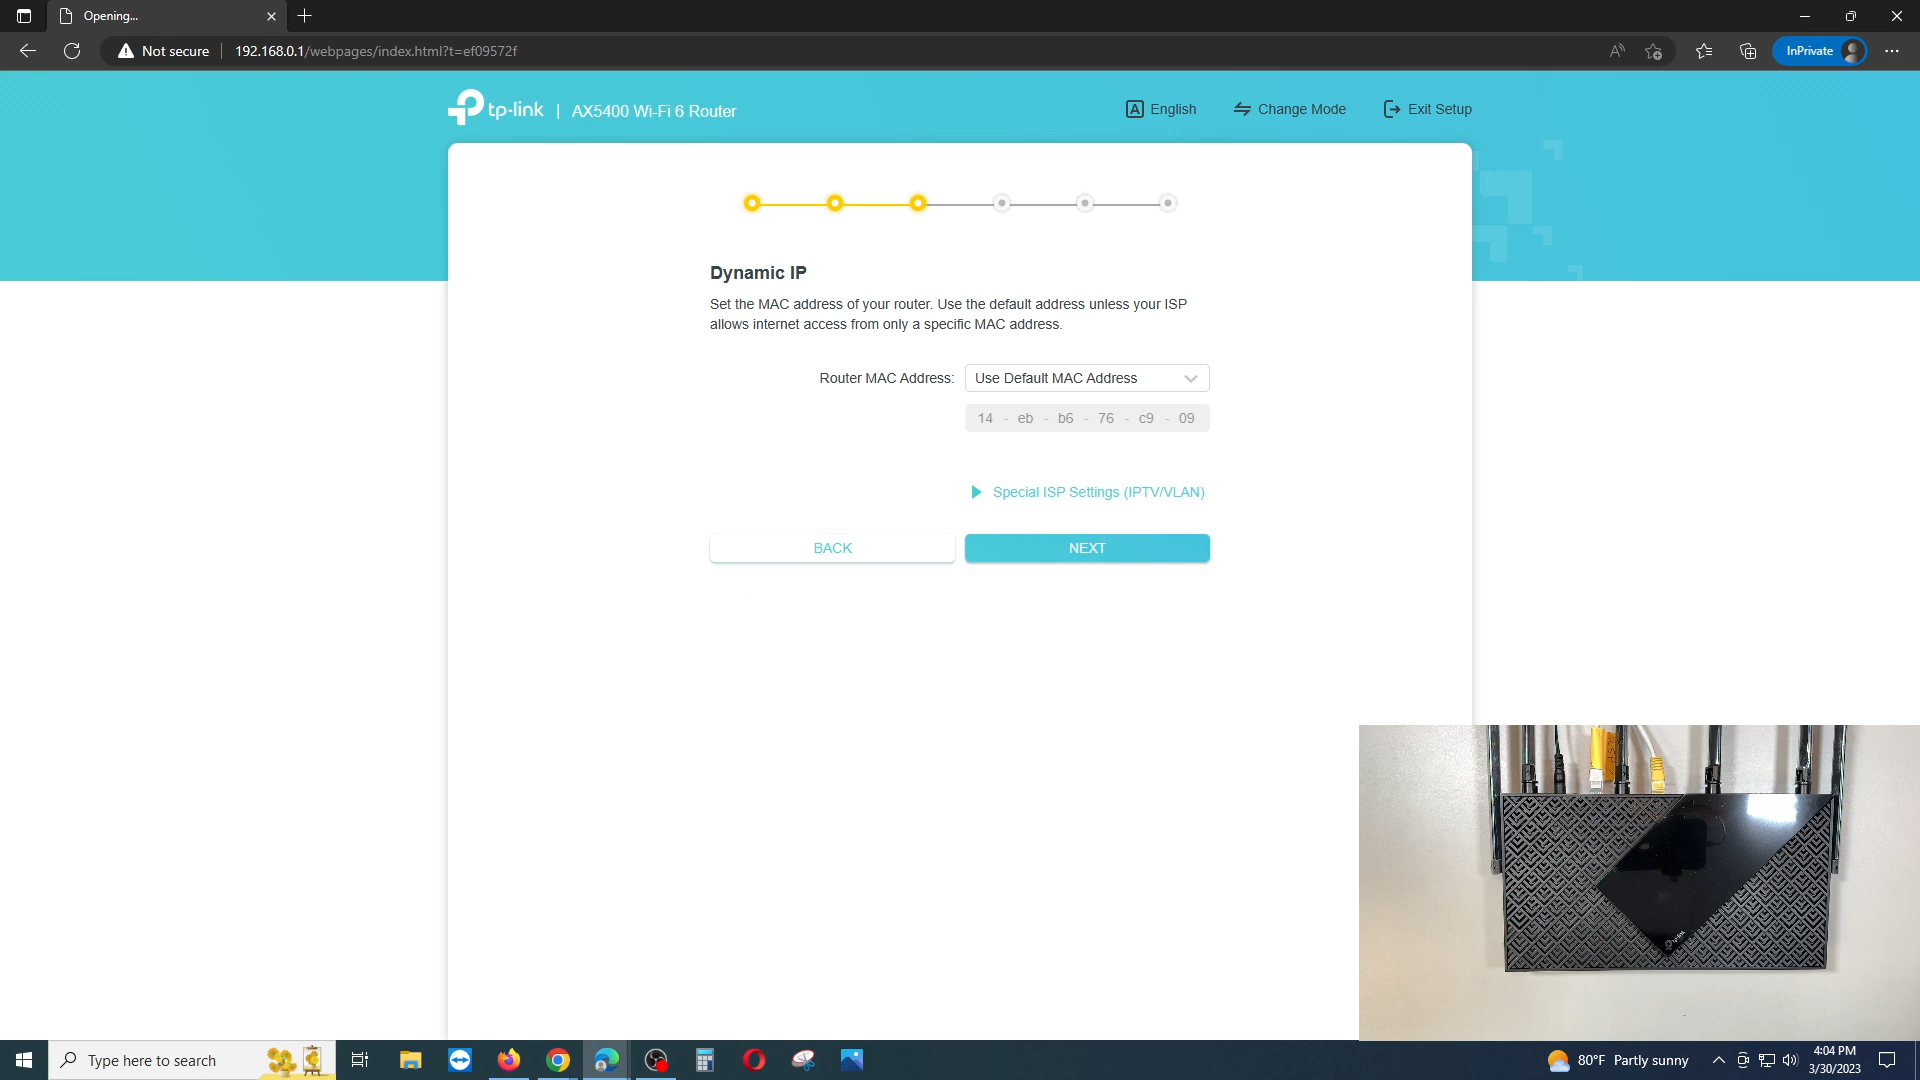 Opening...
Not secure
192.168.0.1/webpages/index.html?t=ef09572f
InPrivate
tp-link | AX5400 Wi-Fi 6 Router
English
Change Mode
Exit Setup
Dynamic IP
Set the MAC address of your router. Use the default address unless your ISP
allows internet access from only a specific MAC address.
Router MAC Address: Use Default MAC Address
14 - eb - b6 - 76 - c9 - 09
Special ISP Settings (IPTV/VLAN)
BACK
NEXT
tp-link
Type here to search
80°F Partly sunny
4:04 PM
3/30/2023